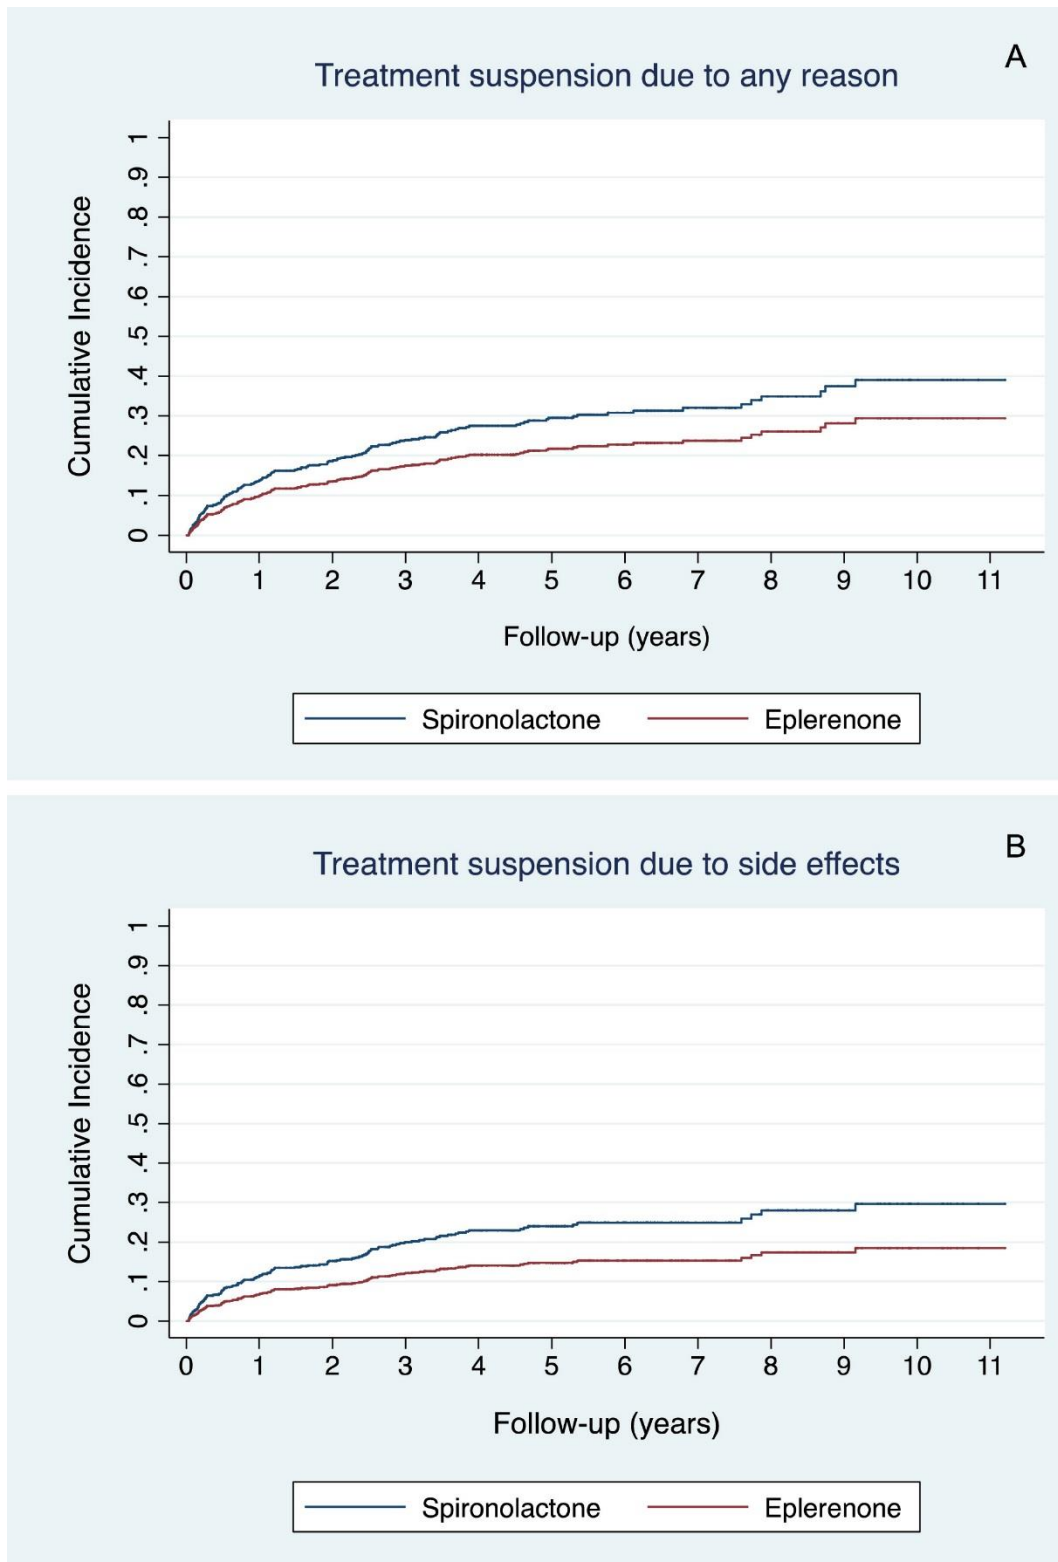 A
Treatment suspension due to any reason
Cumulative Incidence
1
.9
.8
.7
.6
.5
.4
.3
.2
.1
0
0 1 2 3 4 5 6 7 8 9 10 11
Follow-up (years)
Spironolactone Eplerenone
B
Treatment suspension due to side effects
Cumulative Incidence
1
.9
.8
.7
.6
.5
.4
.3
.2
.1
0
0 1 2 3 4 5 6 7 8 9 10 11
Follow-up (years)
Spironolactone Eplerenone